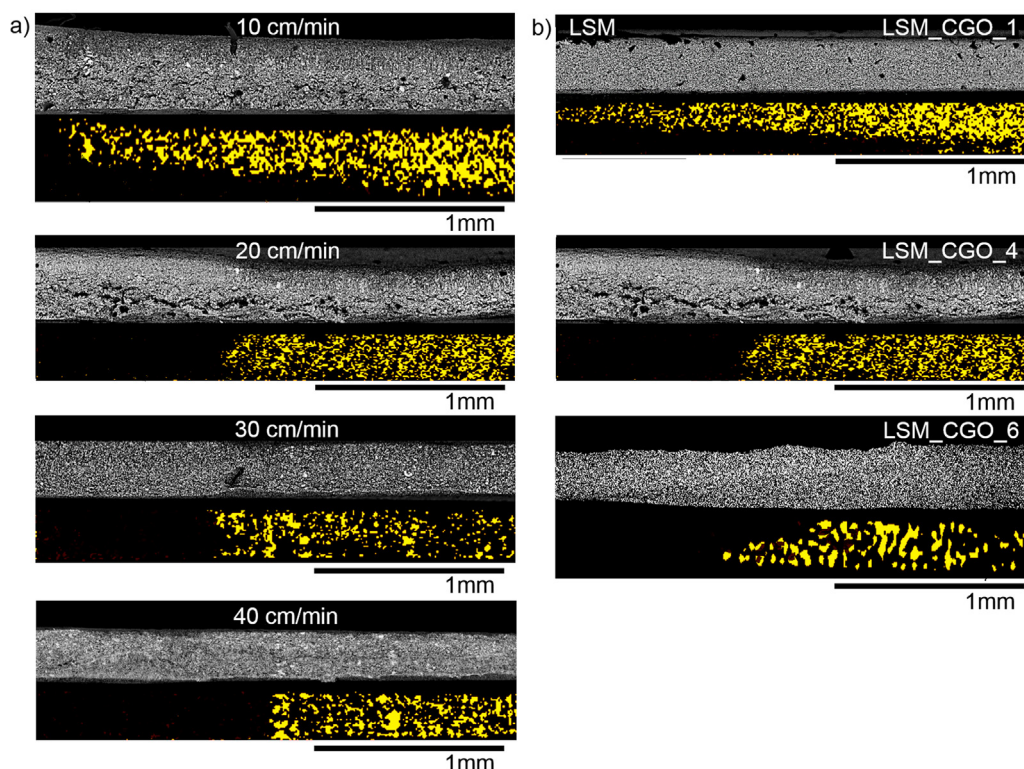 a)
10 cm/min
1mm
20 cm/min
1mm
30 cm/min
1mm
40 cm/min
1mm
b)
LSM LSM_CGO_1
1mm
LSM_CGO_4
1mm
LSM_CGO_6
1mm